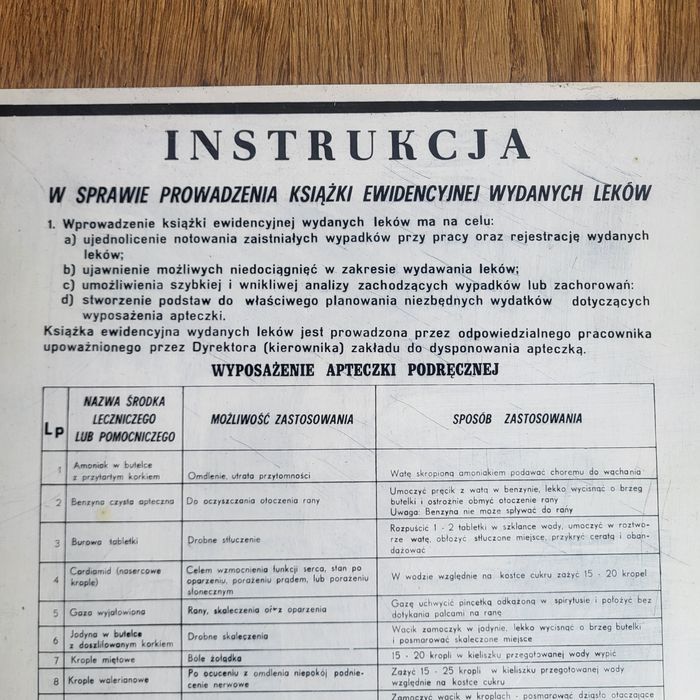 INSTRUKCJA
W SPRAWIE PROWADZENIA KSIĄŻKI EWIDENCYJNEJ WYDANYCH LEKÓW
1. Wprowadzenie książki ewidencyjnej wydanych leków ma na celu:
a) ujednolicenie notowania zaistniałych wypadków przy pracy oraz rejestrację wydanych
leków;
b) ujawnienie możliwych niedociągnięć w zakresie wydawania leków;
c) umożliwienia szybkiej i wnikliwej analizy zachodzących wypadków lub zachorowań:
d) stworzenie podstaw do właściwego planowania niezbędnych wydatków dotyczących
wyposażenia apteczki.
Książka ewidencyjna wydanych leków jest prowadzona przez odpowiedzialnego pracownika
upoważnionego przez Dyrektora (kierownika) zakładu do dysponowania apteczką.
WYPOSAŻENIE APTECZKI PODRĘCZNEJ
Lp
NAZWA ŚRODKA
LECZNICZEGO
LUB POMOCNICZEGO
MOŻLIWOŚĆ ZASTOSOWANIA
SPOSÓB ZASTOSOWANIA
1
Amoniak w butelce
z przytartym korkiem
Omdlenie, utrata przytomności
Watę skropioną amoniakiem podawać choremu do wachania
2
Benzyna czysta apteczna
Do oczyszczania otoczenia rany
Umoczyć pręcik z watą w benzynie, lekko wycisnąć o brzeg
butelki i ostrożnie obmyć otoczenie rany
Uwaga: Benzyna nie może spływać do rany
3
Burowa tabletki
Drobne stłuczenie
Rozpuścić 1 - 2 tabletki w szklance wody, umoczyć w roztwo-
rze watę, obłożyć stłuczone miejsce, przykryć ceratą i oban-
dażować
4
Cardiamid (nasercowe
krople)
Celem wzmocnienia funkcji serca, stan po
oparzeniu, porażeniu prądem, lub porażeniu
słonecznym
W wodzie względnie na kostce cukru zażyć 15 - 20 kropel
5
Gaza wyjałowiona
Rany, skaleczenia oraz oparzenia
Gazę uchwycić pincetką odkażoną w spirytusie i położyć bez
dotykania palcami na ranę
6
Jodyna w butelce
z doszlifowanym korkiem
Drobne skaleczenia
Wacik zamoczyk w jodynie, lekko wycisnąć o brzeg butelki
i posmarować skaleczone miejsce
7
Krople miętowe
Bóle żołądka
15 - 20 kropli w kieliszku przegotowanej wody wypić
8
Krople walerianowe
Po ocuceniu z omdlenia niepokój podnie-
cenie nerwowe
Zażyć 15 - 25 kropli w kieliszku przegotowanej wody
względnie na kostce cukru
Zamoczyć wacik w kroplach - posmarować dziąsło otaczające